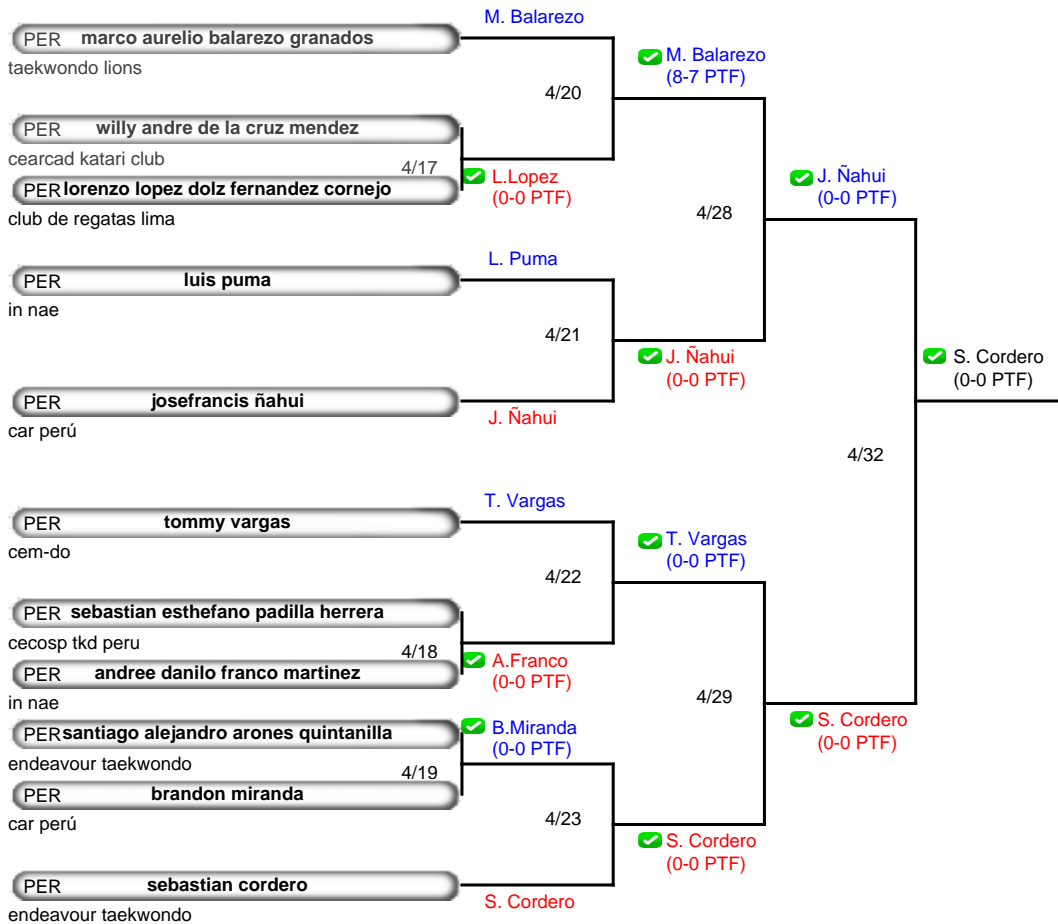 M. Balarezo
PER marco aurelio balarezo granados
taekwondo lions
M. Balarezo
(8-7 PTF)
4/20
PER willy andre de la cruz mendez
cearcad katari club
4/17
L.Lopez
(0-0 PTF)
PER lorenzo lopez dolz fernandez cornejo
club de regatas lima
J. Ñahui
(0-0 PTF)
4/28
L. Puma
PER luis puma
in nae
4/21
J. Ñahui
(0-0 PTF)
S. Cordero
(0-0 PTF)
PER josefrancis ñahui
car perú
J. Ñahui
4/32
T. Vargas
PER tommy vargas
cem-do
T. Vargas
(0-0 PTF)
4/22
PER sebastian esthefano padilla herrera
cecosp tkd peru
4/18
A.Franco
(0-0 PTF)
PER andree danilo franco martinez
in nae
4/29
S. Cordero
(0-0 PTF)
B.Miranda
(0-0 PTF)
PER santiago alejandro arones quintanilla
endeavour taekwondo
4/19
PER brandon miranda
car perú
4/23
S. Cordero
(0-0 PTF)
PER sebastian cordero
endeavour taekwondo
S. Cordero